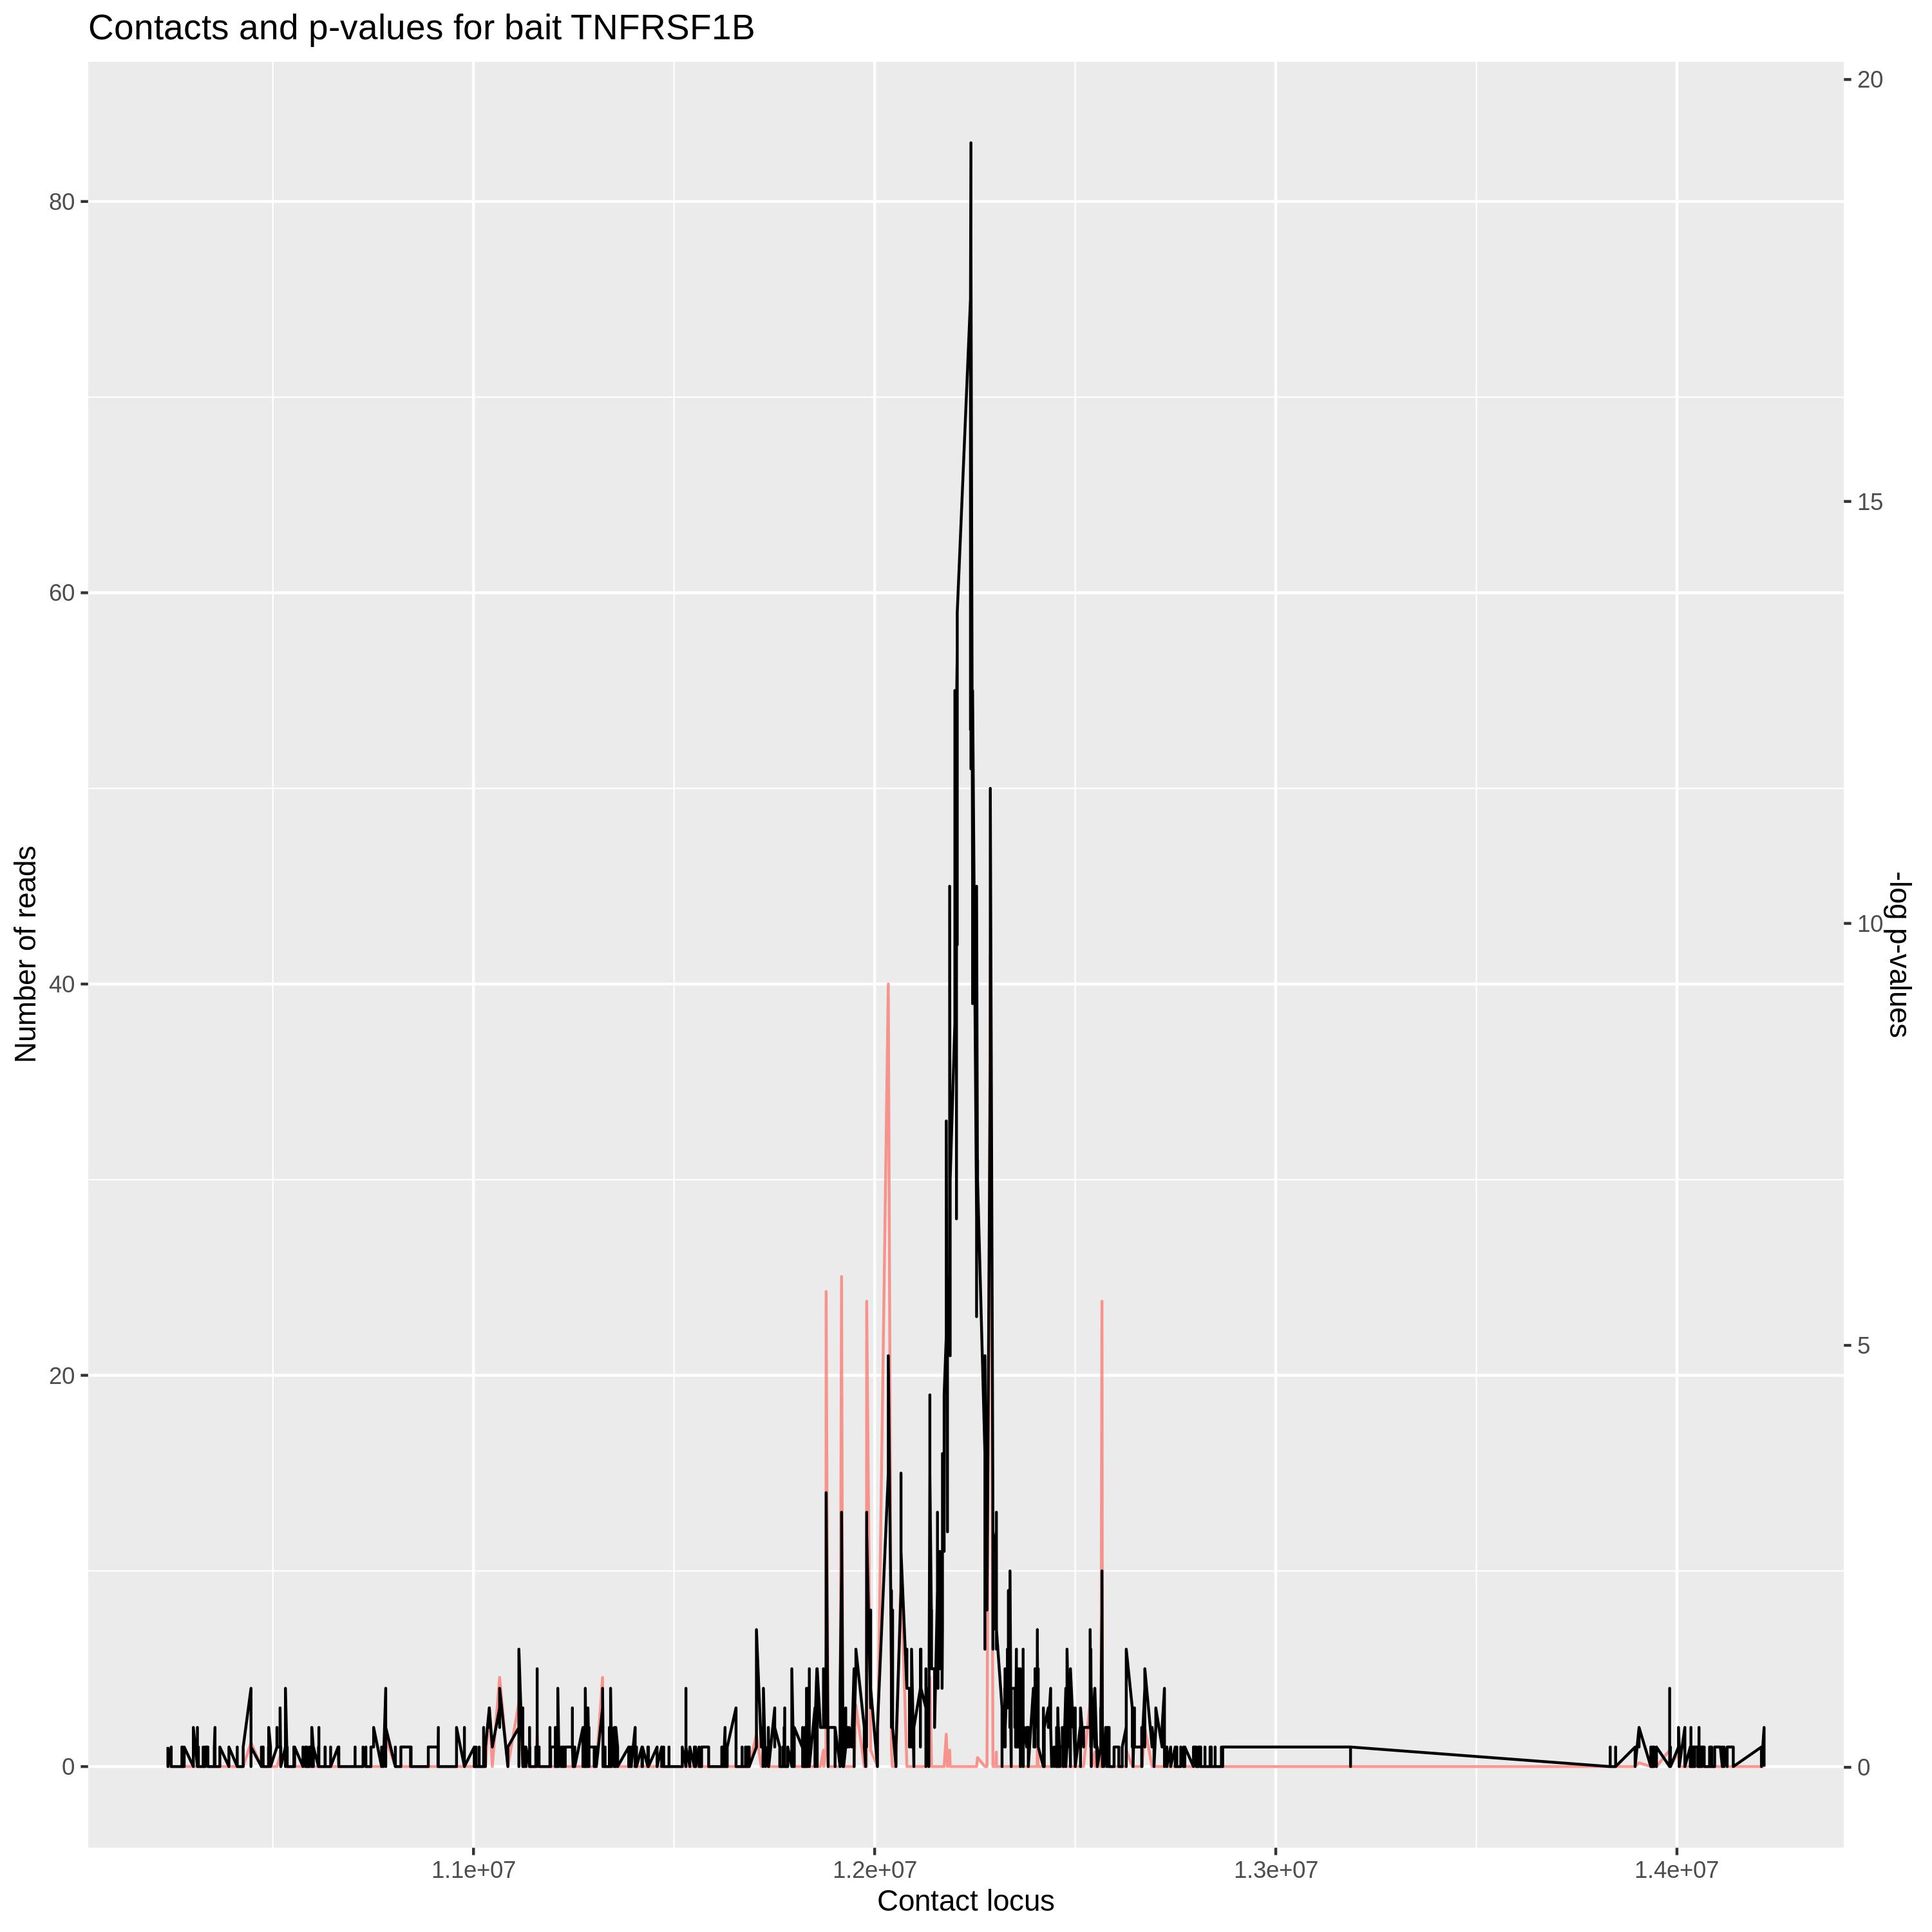 Contacts and p-values for bait TNFRSF1B
Number of reads
80
60
40
20
0
20
15
10
5
0
-log p-values
1.1e+07
1.2e+07
1.3e+07
1.4e+07
Contact locus